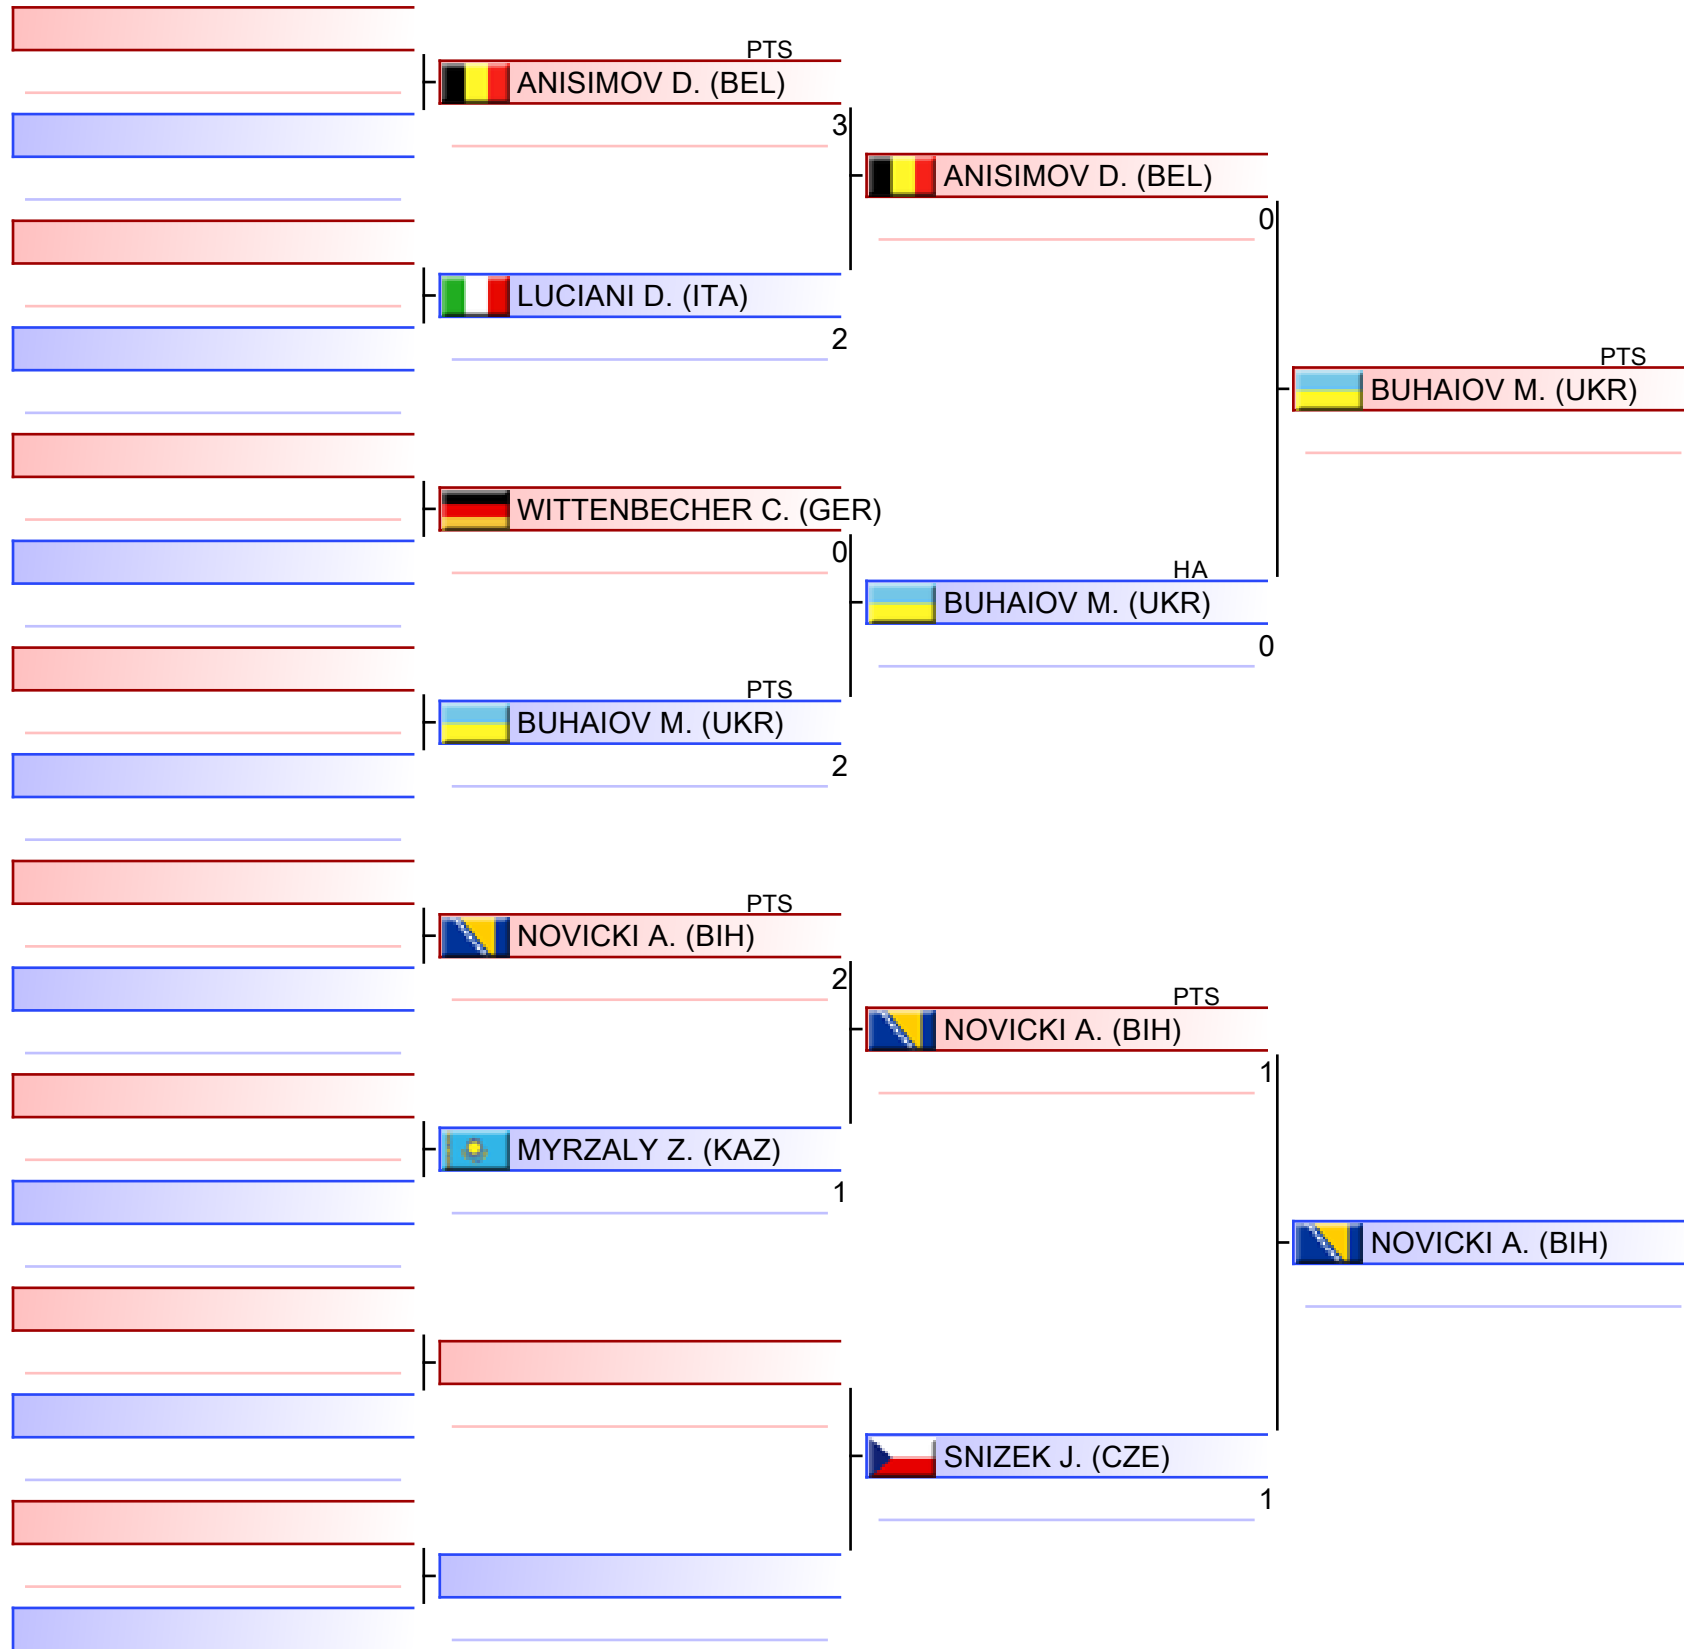 PTS
ANISIMOV D. (BEL)
3
ANISIMOV D. (BEL)
0
LUCIANI D. (ITA)
2
PTS
BUHAIOV M. (UKR)
WITTENBECHER C. (GER)
0
HA
BUHAIOV M. (UKR)
0
PTS
BUHAIOV M. (UKR)
2
PTS
NOVICKI A. (BIH)
2
PTS
NOVICKI A. (BIH)
1
MYRZALY Z. (KAZ)
1
NOVICKI A. (BIH)
SNIZEK J. (CZE)
1